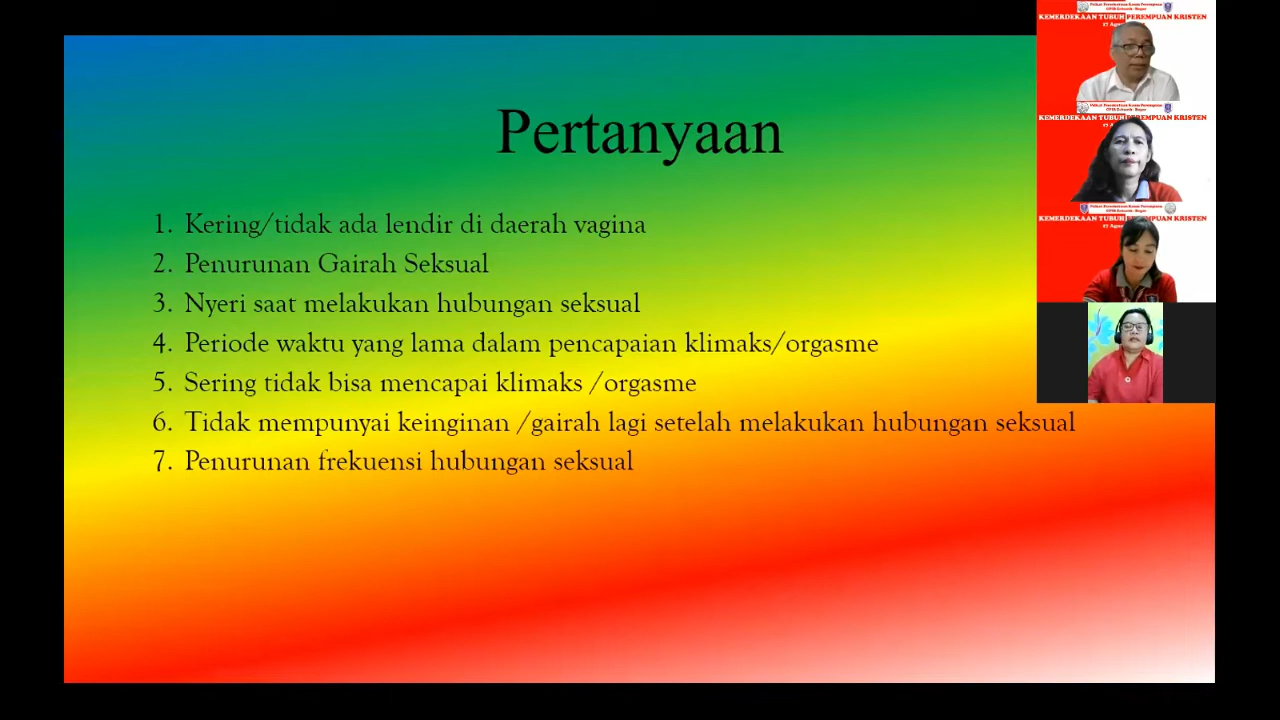 Pertanyaan
1. Kering/tidak ada lendir di daerah vagina
2. Penurunan Gairah Seksual
3. Nyeri saat melakukan hubungan seksual
4. Periode waktu yang lama dalam pencapaian klimaks/orgasme
5. Sering tidak bisa mencapai klimaks /orgasme
6. Tidak mempunyai keinginan /gairah lagi setelah melakukan hubungan seksual
7. Penurunan frekuensi hubungan seksual
KEMERDEKAAN TUBUH PEREMPUAN KRISTEN
KEMERDEKAAN TUBUH PEREMPUAN KRISTEN
KEMERDEKAAN TUBUH PEREMPUAN KRISTEN